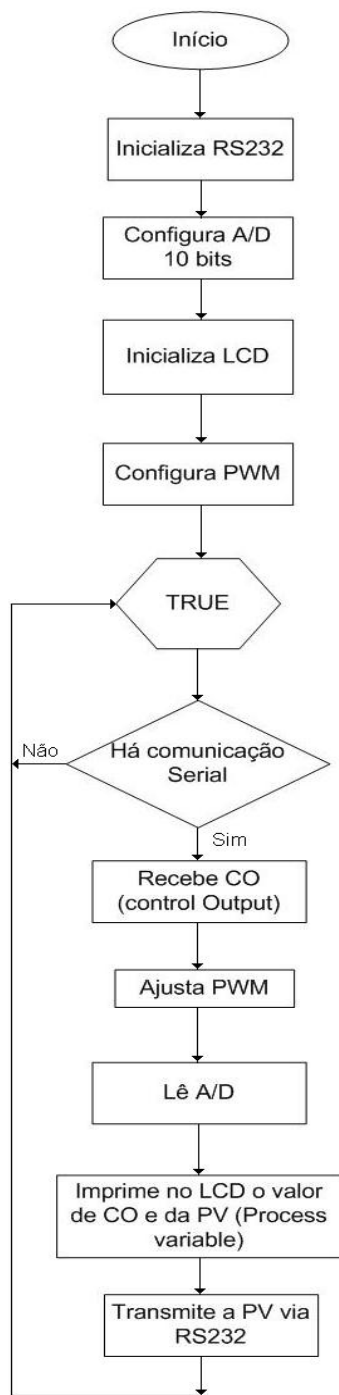 Início
Inicializa RS232
Configura A/D
10 bits
Inicializa LCD
Configura PWM
TRUE
Não
Há comunicação
Serial
Sim
Recebe CO
(control Output)
Ajusta PWM
Lê A/D
Imprime no LCD o valor
de CO e da PV (Process
variable)
Transmite a PV via
RS232